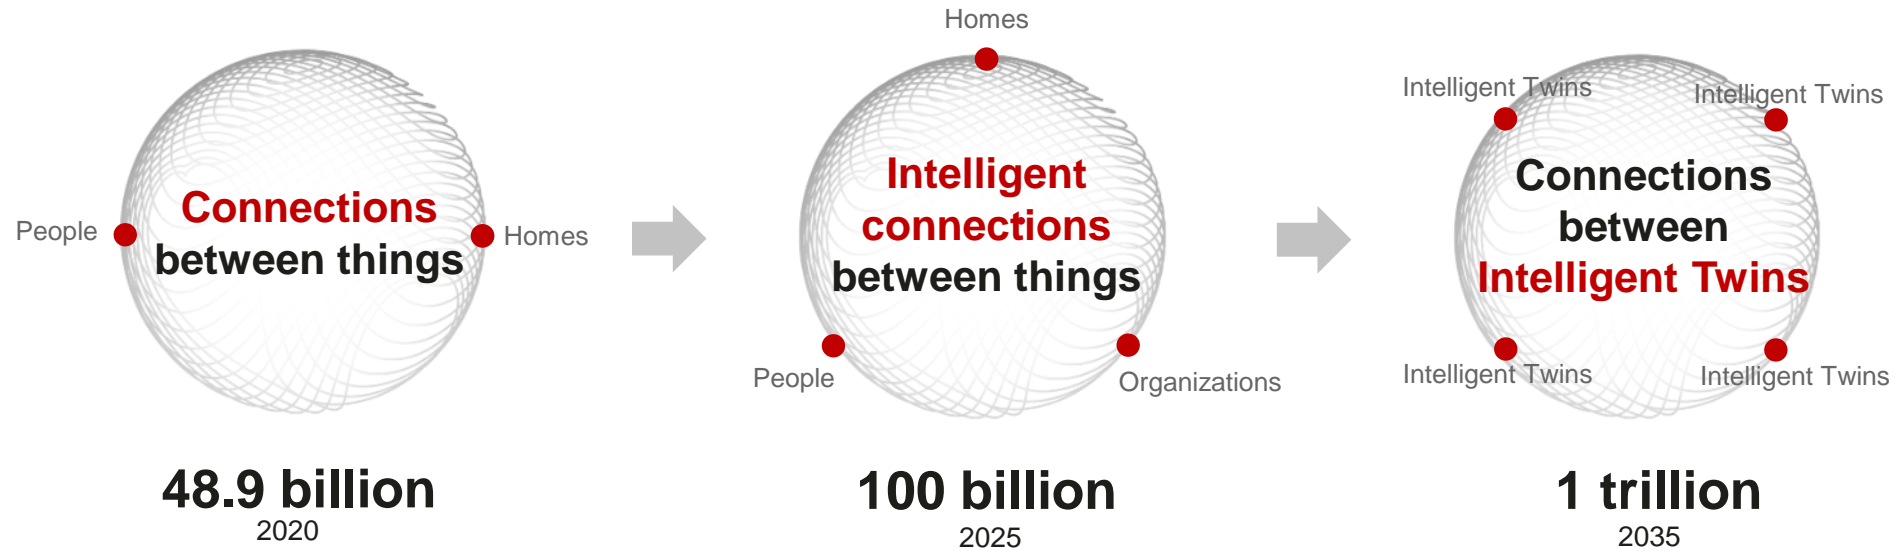 People
Connections
between things
Homes
48.9 billion
2020
Homes
Intelligent
connections
between things
People
Organizations
100 billion
2025
Intelligent Twins
Intelligent Twins
Connections
between
Intelligent Twins
Intelligent Twins
Intelligent Twins
1 trillion
2035